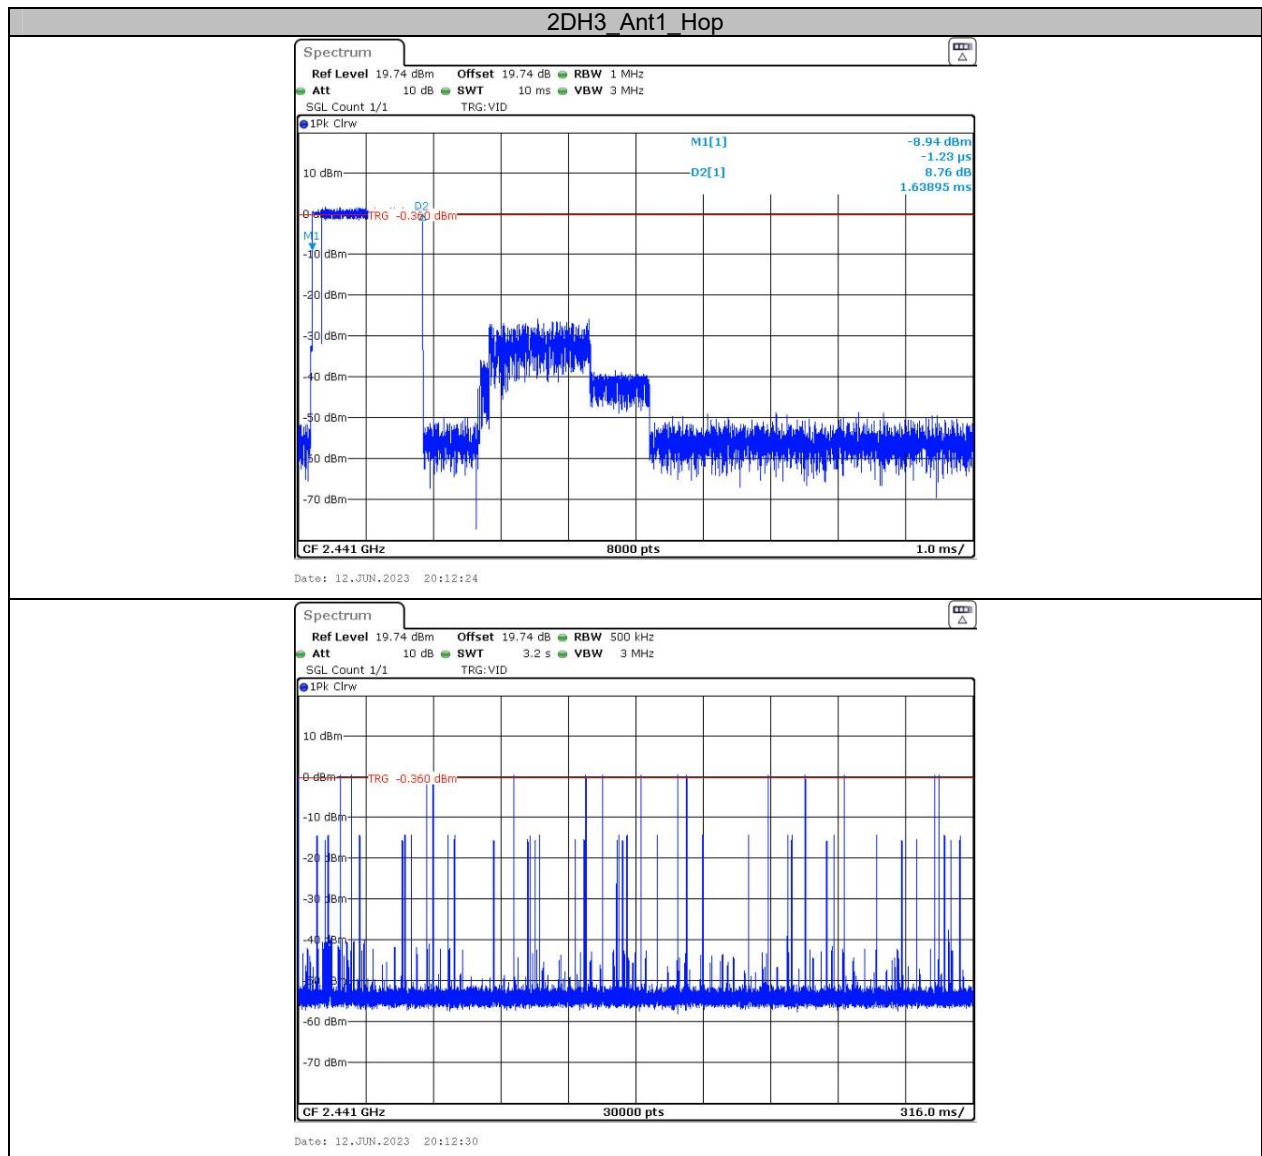 2DH3_Ant1_Hop
Spectrum
Ref Level 19.74 dBm Offset 19.74 dB RBW 1 MHz
Att 10 dB SWT 10 ms VBW 3 MHz
SGL Count 1/1 TRG:VID
1Pk Clrw
M1[1] -8.94 dBm
-1.23 µs
10 dBm D2[1] 8.76 dB
1.63895 ms
D2
TRG -0.360 dBm
M1
-10 dBm
-20 dBm
-30 dBm
-40 dBm
-50 dBm
-60 dBm
-70 dBm
CF 2.441 GHz 8000 pts 1.0 ms/
Date: 12.JUN.2023 20:12:24
Spectrum
Ref Level 19.74 dBm Offset 19.74 dB RBW 500 kHz
Att 10 dB SWT 3.2 s VBW 3 MHz
SGL Count 1/1 TRG:VID
1Pk Clrw
10 dBm
0 dBm TRG -0.360 dBm
-10 dBm
-20 dBm
-30 dBm
-40 dBm
-60 dBm
-70 dBm
CF 2.441 GHz 30000 pts 316.0 ms/
Date: 12.JUN.2023 20:12:30